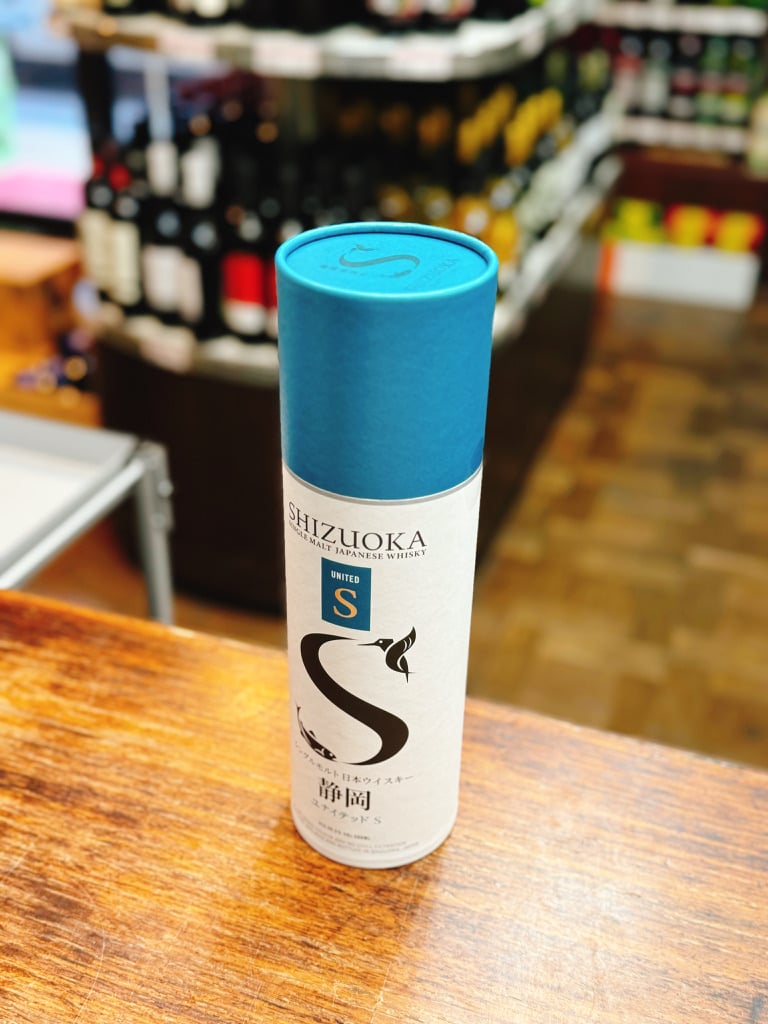 S
SHIZUOKA
SHIZUOKA
SINGLE MALT JAPANESE WHISKY
UNITED
S
S
シングルモルト日本ウイスキー
静岡
ユナイテッド S